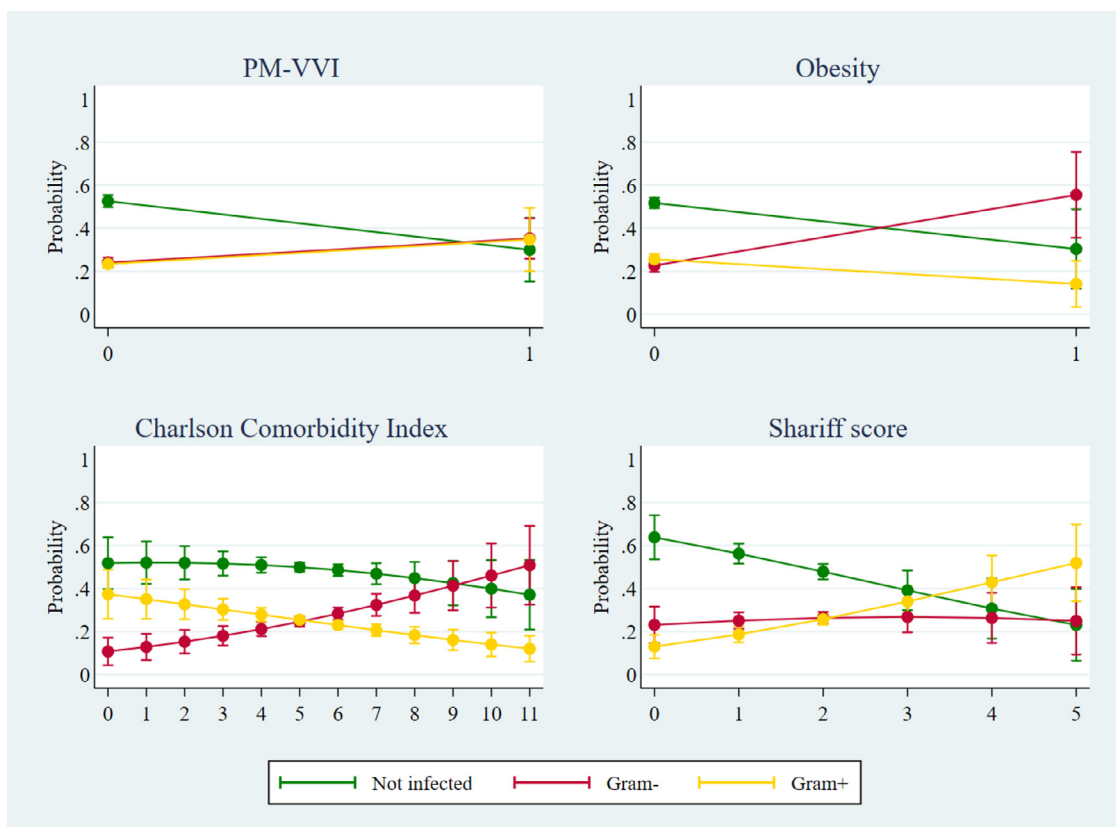 PM-VVI
Probability
1
.8
.6
.4
.2
0
0 1
Obesity
Probability
1
.8
.6
.4
.2
0
0 1
Charlson Comorbidity Index
Probability
1
.8
.6
.4
.2
0
0 1 2 3 4 5 6 7 8 9 10 11
Shariff score
Probability
1
.8
.6
.4
.2
0
0 1 2 3 4 5
Not infected Gram- Gram+